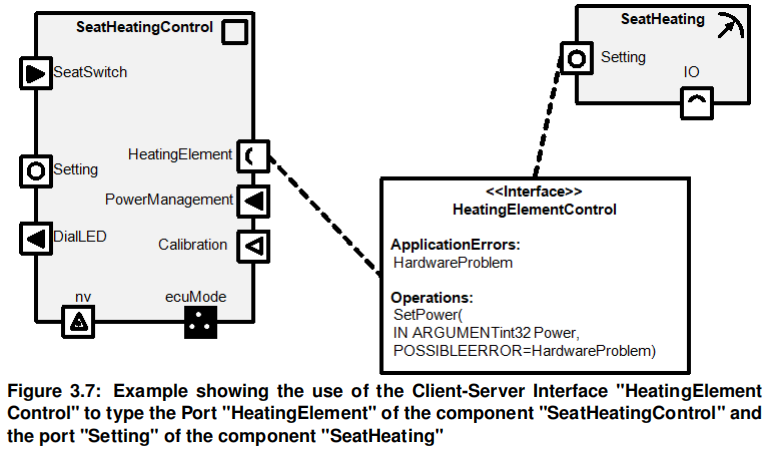 SeatHeatingControl
SeatSwitch
HeatingElement
Setting
PowerManagement
DialLED
Calibration
nv
ecuMode
SeatHeating
Setting
IO
<<Interface>>
HeatingElementControl
ApplicationErrors:
HardwareProblem
Operations:
SetPower(
IN ARGUMENTint32 Power,
POSSIBLEERROR=HardwareProblem)
Figure 3.7: Example showing the use of the Client-Server Interface "HeatingElement
Control" to type the Port "HeatingElement" of the component "SeatHeatingControl" and
the port "Setting" of the component "SeatHeating"